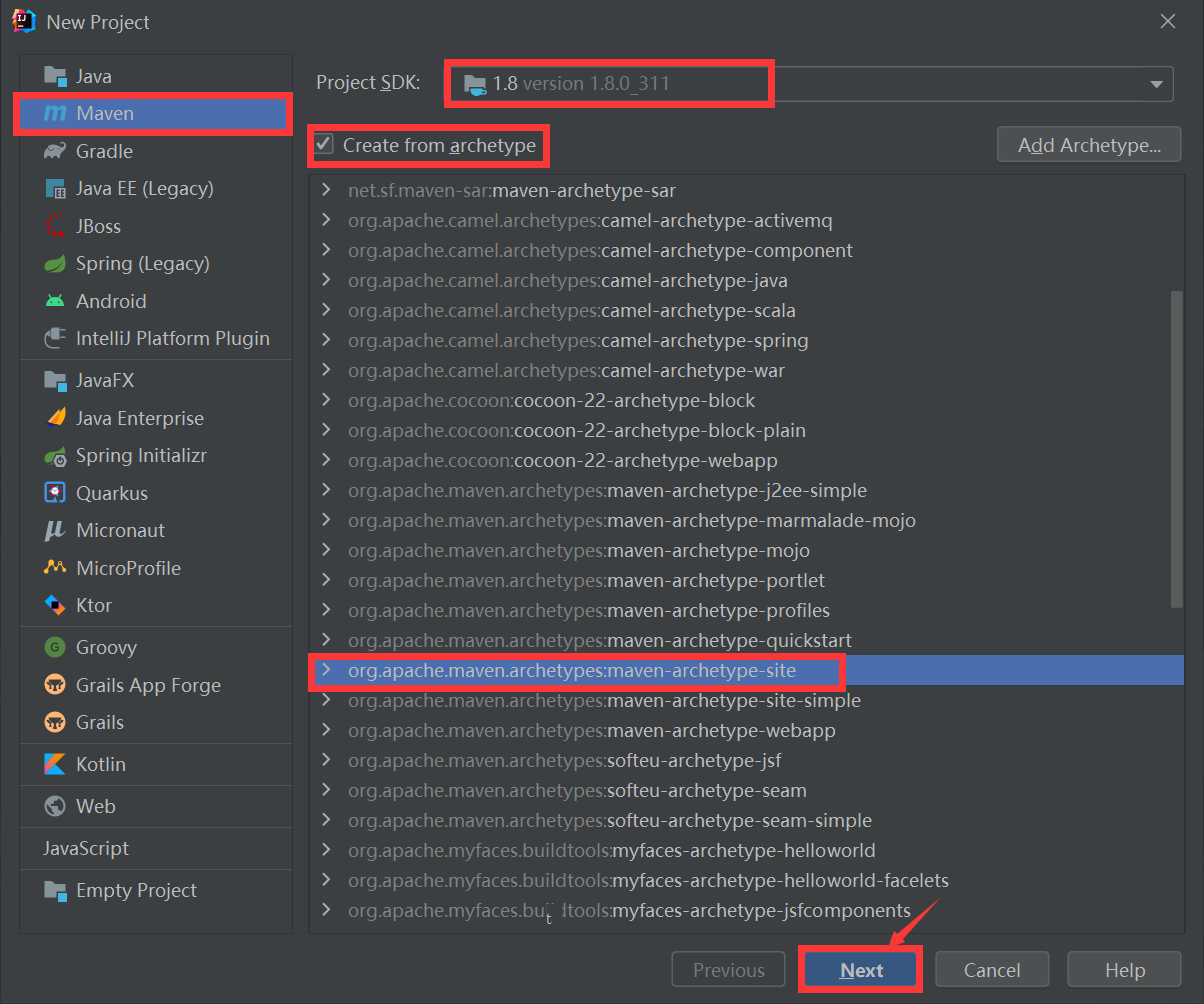 New Project
Java
Maven
Gradle
Java EE (Legacy)
JBoss
Spring (Legacy)
Android
IntelliJ Platform Plugin
JavaFX
Java Enterprise
Spring Initializr
Quarkus
Micronaut
MicroProfile
Ktor
Groovy
Grails App Forge
Grails
Kotlin
Web
JavaScript
Empty Project
Project SDK: 1.8 version 1.8.0_311
Create from archetype Add Archetype...
net.sf.maven-sar:maven-archetype-sar
org.apache.camel.archetypes:camel-archetype-activemq
org.apache.camel.archetypes:camel-archetype-component
org.apache.camel.archetypes:camel-archetype-java
org.apache.camel.archetypes:camel-archetype-scala
org.apache.camel.archetypes:camel-archetype-spring
org.apache.camel.archetypes:camel-archetype-war
org.apache.cocoon:cocoon-22-archetype-block
org.apache.cocoon:cocoon-22-archetype-block-plain
org.apache.cocoon:cocoon-22-archetype-webapp
org.apache.maven.archetypes:maven-archetype-j2ee-simple
org.apache.maven.archetypes:maven-archetype-marmalade-mojo
org.apache.maven.archetypes:maven-archetype-mojo
org.apache.maven.archetypes:maven-archetype-portlet
org.apache.maven.archetypes:maven-archetype-profiles
org.apache.maven.archetypes:maven-archetype-quickstart
org.apache.maven.archetypes:maven-archetype-site
org.apache.maven.archetypes:maven-archetype-site-simple
org.apache.maven.archetypes:maven-archetype-webapp
org.apache.maven.archetypes:softeu-archetype-jsf
org.apache.maven.archetypes:softeu-archetype-seam
org.apache.maven.archetypes:softeu-archetype-seam-simple
org.apache.myfaces.buildtools:myfaces-archetype-helloworld
org.apache.myfaces.buildtools:myfaces-archetype-helloworld-facelets
org.apache.myfaces.buildtools:myfaces-archetype-jsfcomponents
Previous Next Cancel Help